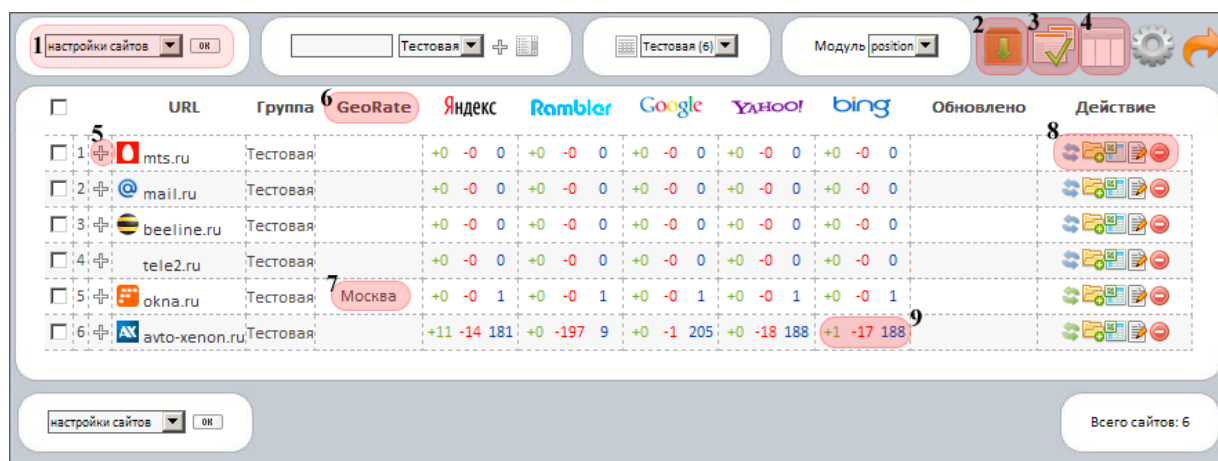 2 3 4
1 настройки сайтов ОК Тестовая Тестовая (6) Модуль position
URL Группа 6 GeoRate Яндекс Rambler Google YAHOO! bing Обновлено Действие
5 8
1 mts.ru Тестовая +0 -0 0 +0 -0 0 +0 -0 0 +0 -0 0 +0 -0 0
2 mail.ru Тестовая +0 -0 0 +0 -0 0 +0 -0 0 +0 -0 0 +0 -0 0
3 beeline.ru Тестовая +0 -0 0 +0 -0 0 +0 -0 0 +0 -0 0 +0 -0 0
4 tele2.ru Тестовая +0 -0 0 +0 -0 0 +0 -0 0 +0 -0 0 +0 -0 0
7
5 okna.ru Тестовая Москва +0 -0 1 +0 -0 1 +0 -0 1 +0 -0 1 +0 -0 1
9
6 AX avto-xenon.ru Тестовая +11 -14 181 +0 -197 9 +0 -1 205 +0 -18 188 +1 -17 188
настройки сайтов ОК Всего сайтов: 6